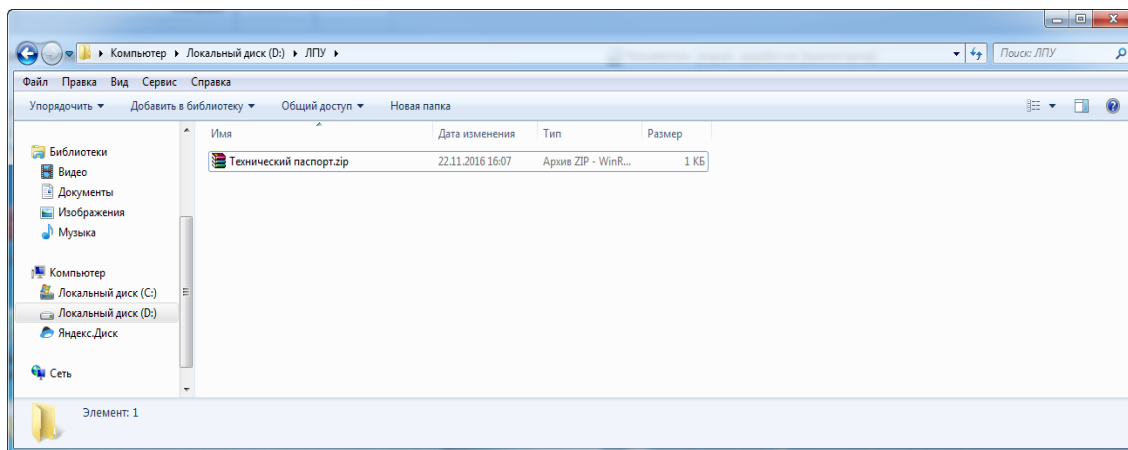 Компьютер ▸ Локальный диск (D:) ▸ ЛПУ ▸
Поиск: ЛПУ
Файл Правка Вид Сервис Справка
Упорядочить ▾ Добавить в библиотеку ▾ Общий доступ ▾ Новая папка
Имя Дата изменения Тип Размер
Технический паспорт.zip 22.11.2016 16:07 Архив ZIP - WinR... 1 КБ
Библиотеки
Видео
Документы
Изображения
Музыка
Компьютер
Локальный диск (C:)
Локальный диск (D:)
Яндекс.Диск
Сеть
Элемент: 1